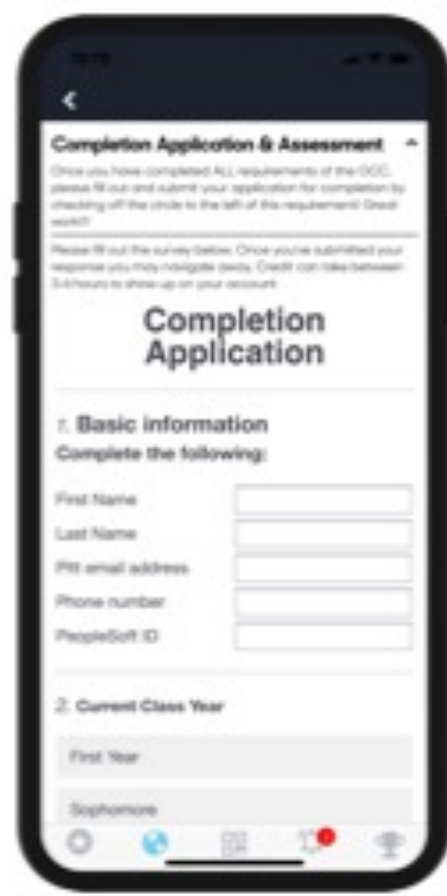 Completion Application & Assessment
Once you have completed ALL requirements of the OCC,
please fill out and submit your application for completion by
checking off the circle to the left of this requirement! Great
work!!
Please fill out the survey below. Once you've submitted your
response you may navigate away. Credit can take between
3-4 hours to show up on your account
Completion
Application
1. Basic information
Complete the following:
First Name
Last Name
Pitt email address
Phone number
PeopleSoft ID
2. Current Class Year
First Year
Sophomore